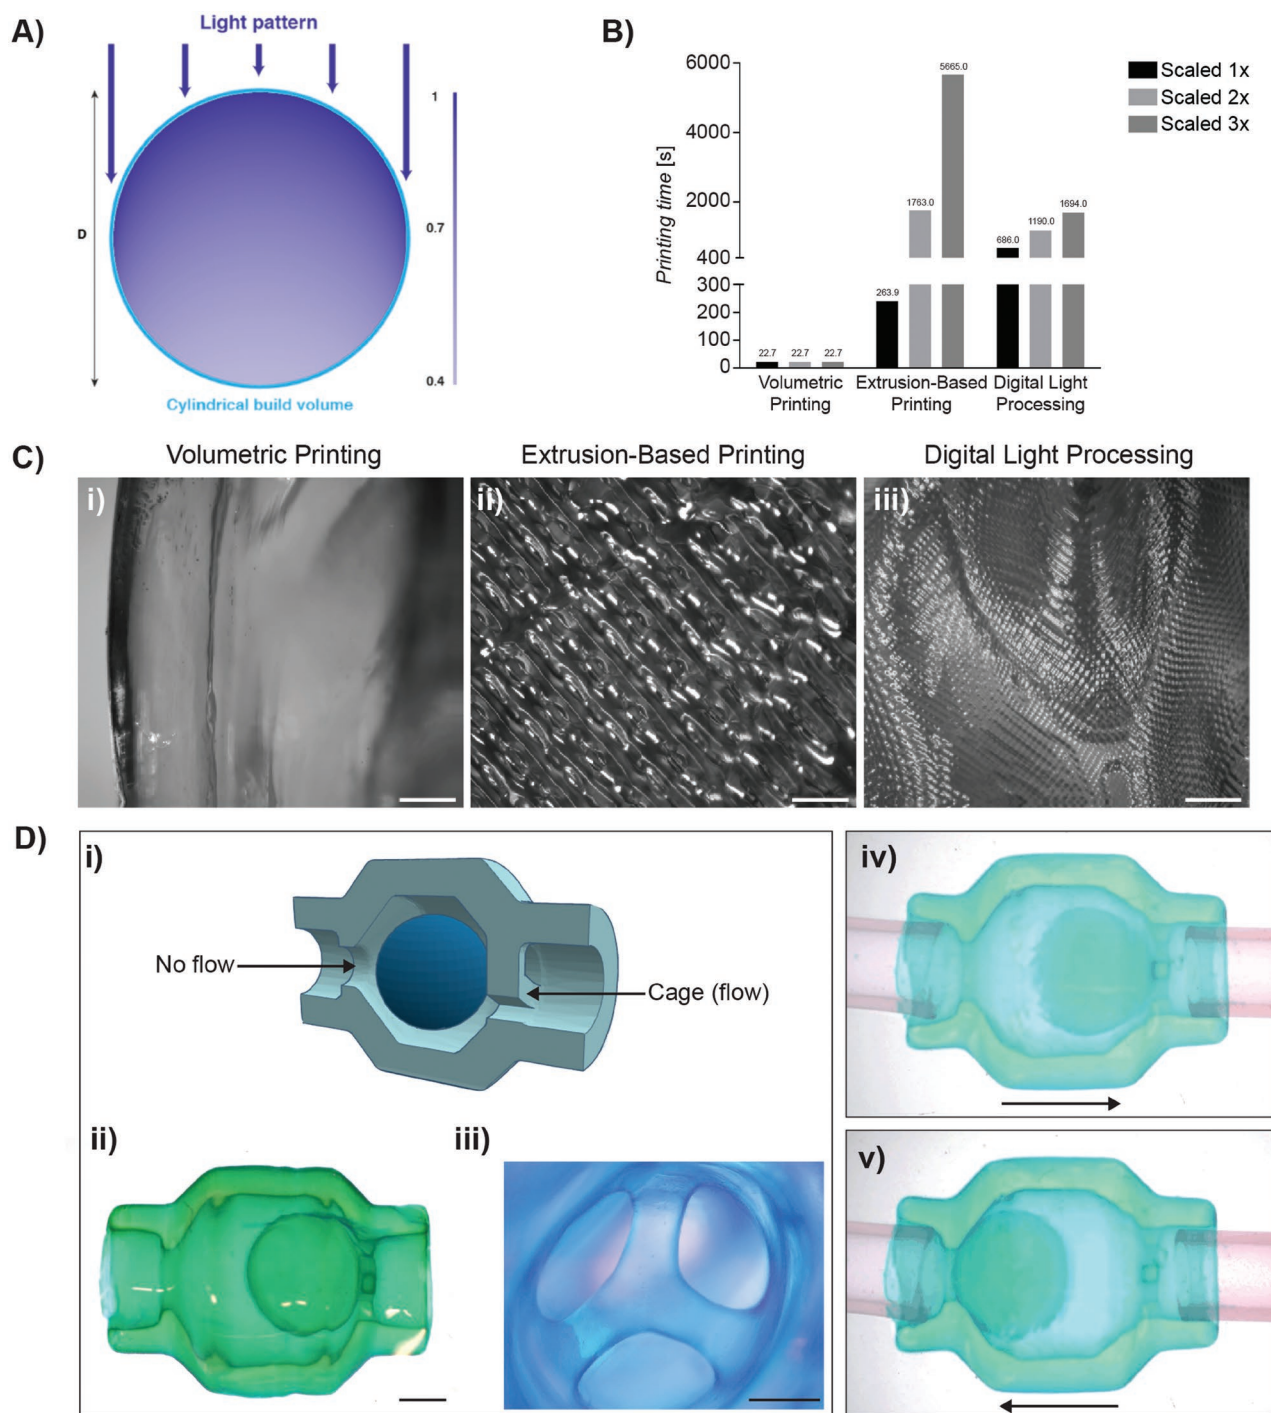 A)
Light pattern
D
1
0.7
0.4
Cylindrical build volume
B)
Printing time [s]
6000
4000
2000
400
300
200
100
0
22.7
22.7
22.7
263.9
1763.0
5665.0
686.0
1190.0
1694.0
Volumetric
Printing
Extrusion-Based
Printing
Digital Light
Processing
Scaled 1x
Scaled 2x
Scaled 3x
C)
Volumetric Printing
Extrusion-Based Printing
Digital Light Processing
i)
ii)
iii)
D)
i)
No flow
Cage (flow)
ii)
iii)
iv)
v)